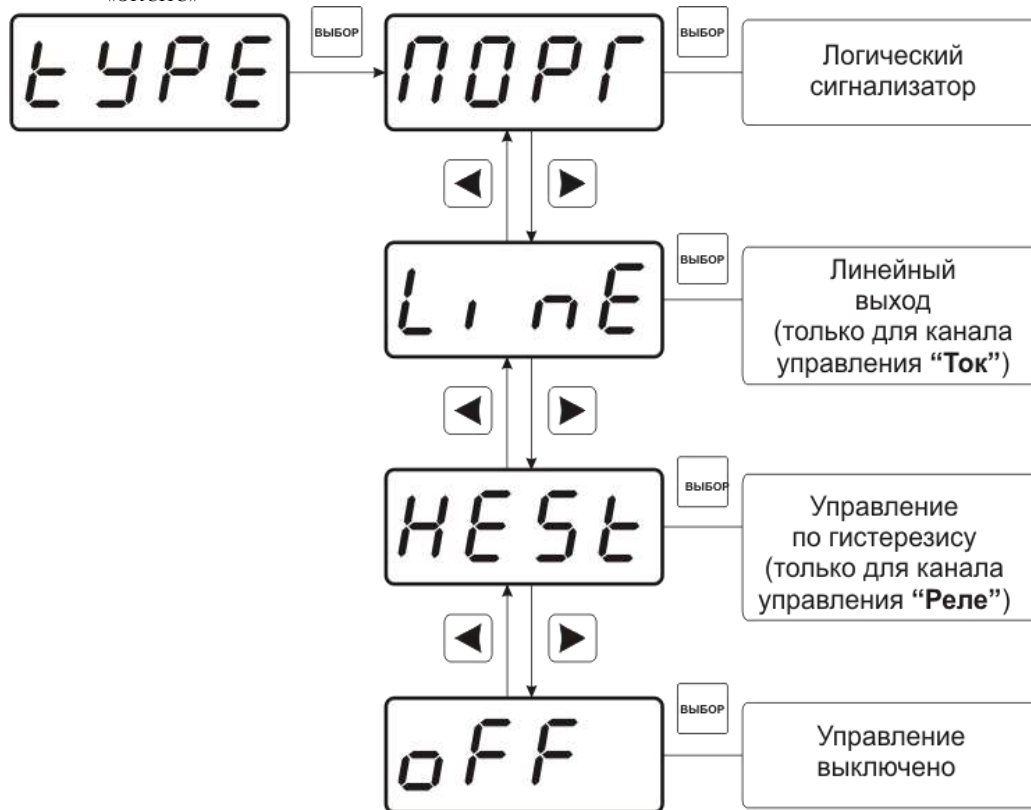 tYPE
ВЫБОР
ПОРГ
ВЫБОР
Логический
сигнализатор
LinE
ВЫБОР
Линейный
выход
(только для канала
управления “Ток”)
HESt
ВЫБОР
Управление
по гистерезису
(только для канала
управления “Реле”)
oFF
ВЫБОР
Управление
выключено